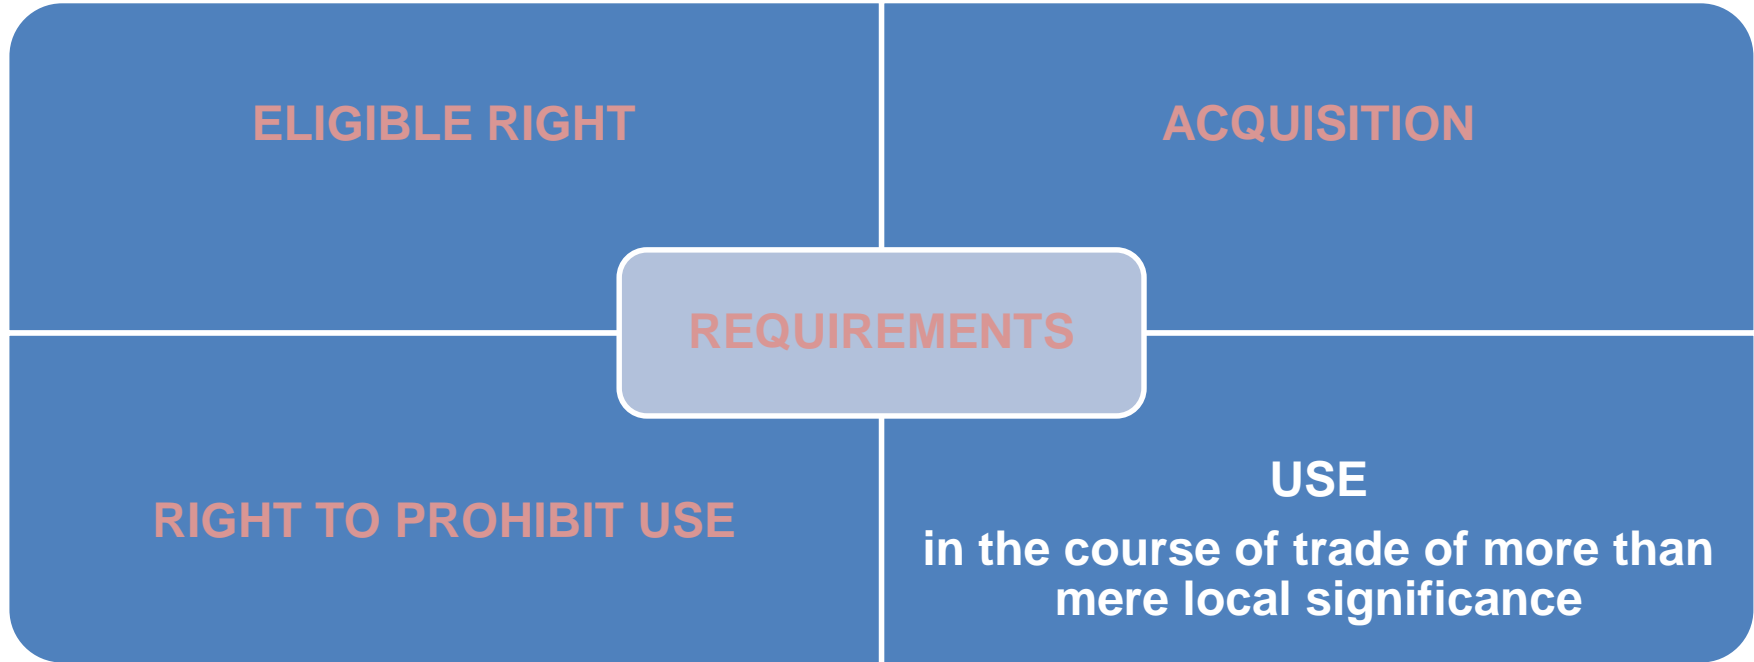 ELIGIBLE RIGHT
ACQUISITION
REQUIREMENTS
RIGHT TO PROHIBIT USE
USE
in the course of trade of more than
mere local significance